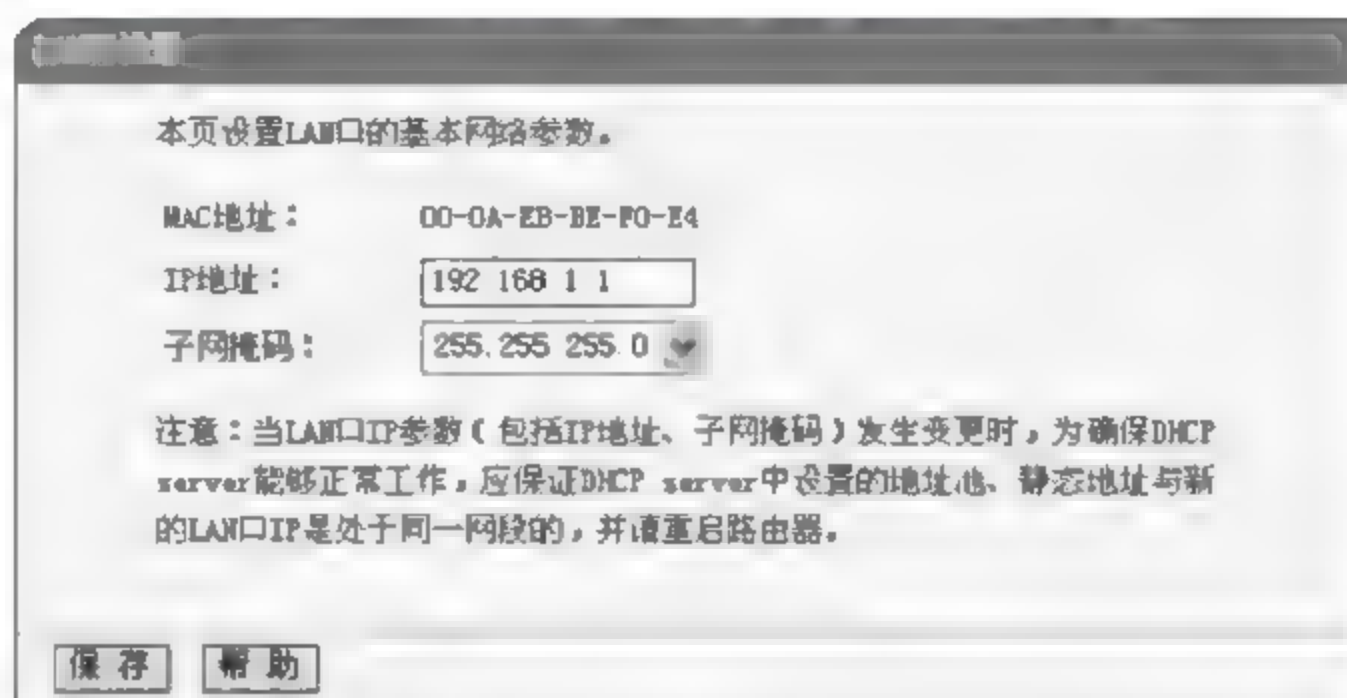 本页设置LAN口的基本网络参数。
MAC地址： 00-0A-EB-BE-F0-E4
IP地址： 192 168 1 1
子网掩码： 255.255 255.0
注意：当LAN口IP参数（包括IP地址、子网掩码）发生变更时，为确保DHCP
server能够正常工作，应保证DHCP server中设置的地址池、静态地址与新
的LAN口IP是处于同一网段的，并请重启路由器。
保 存 帮 助